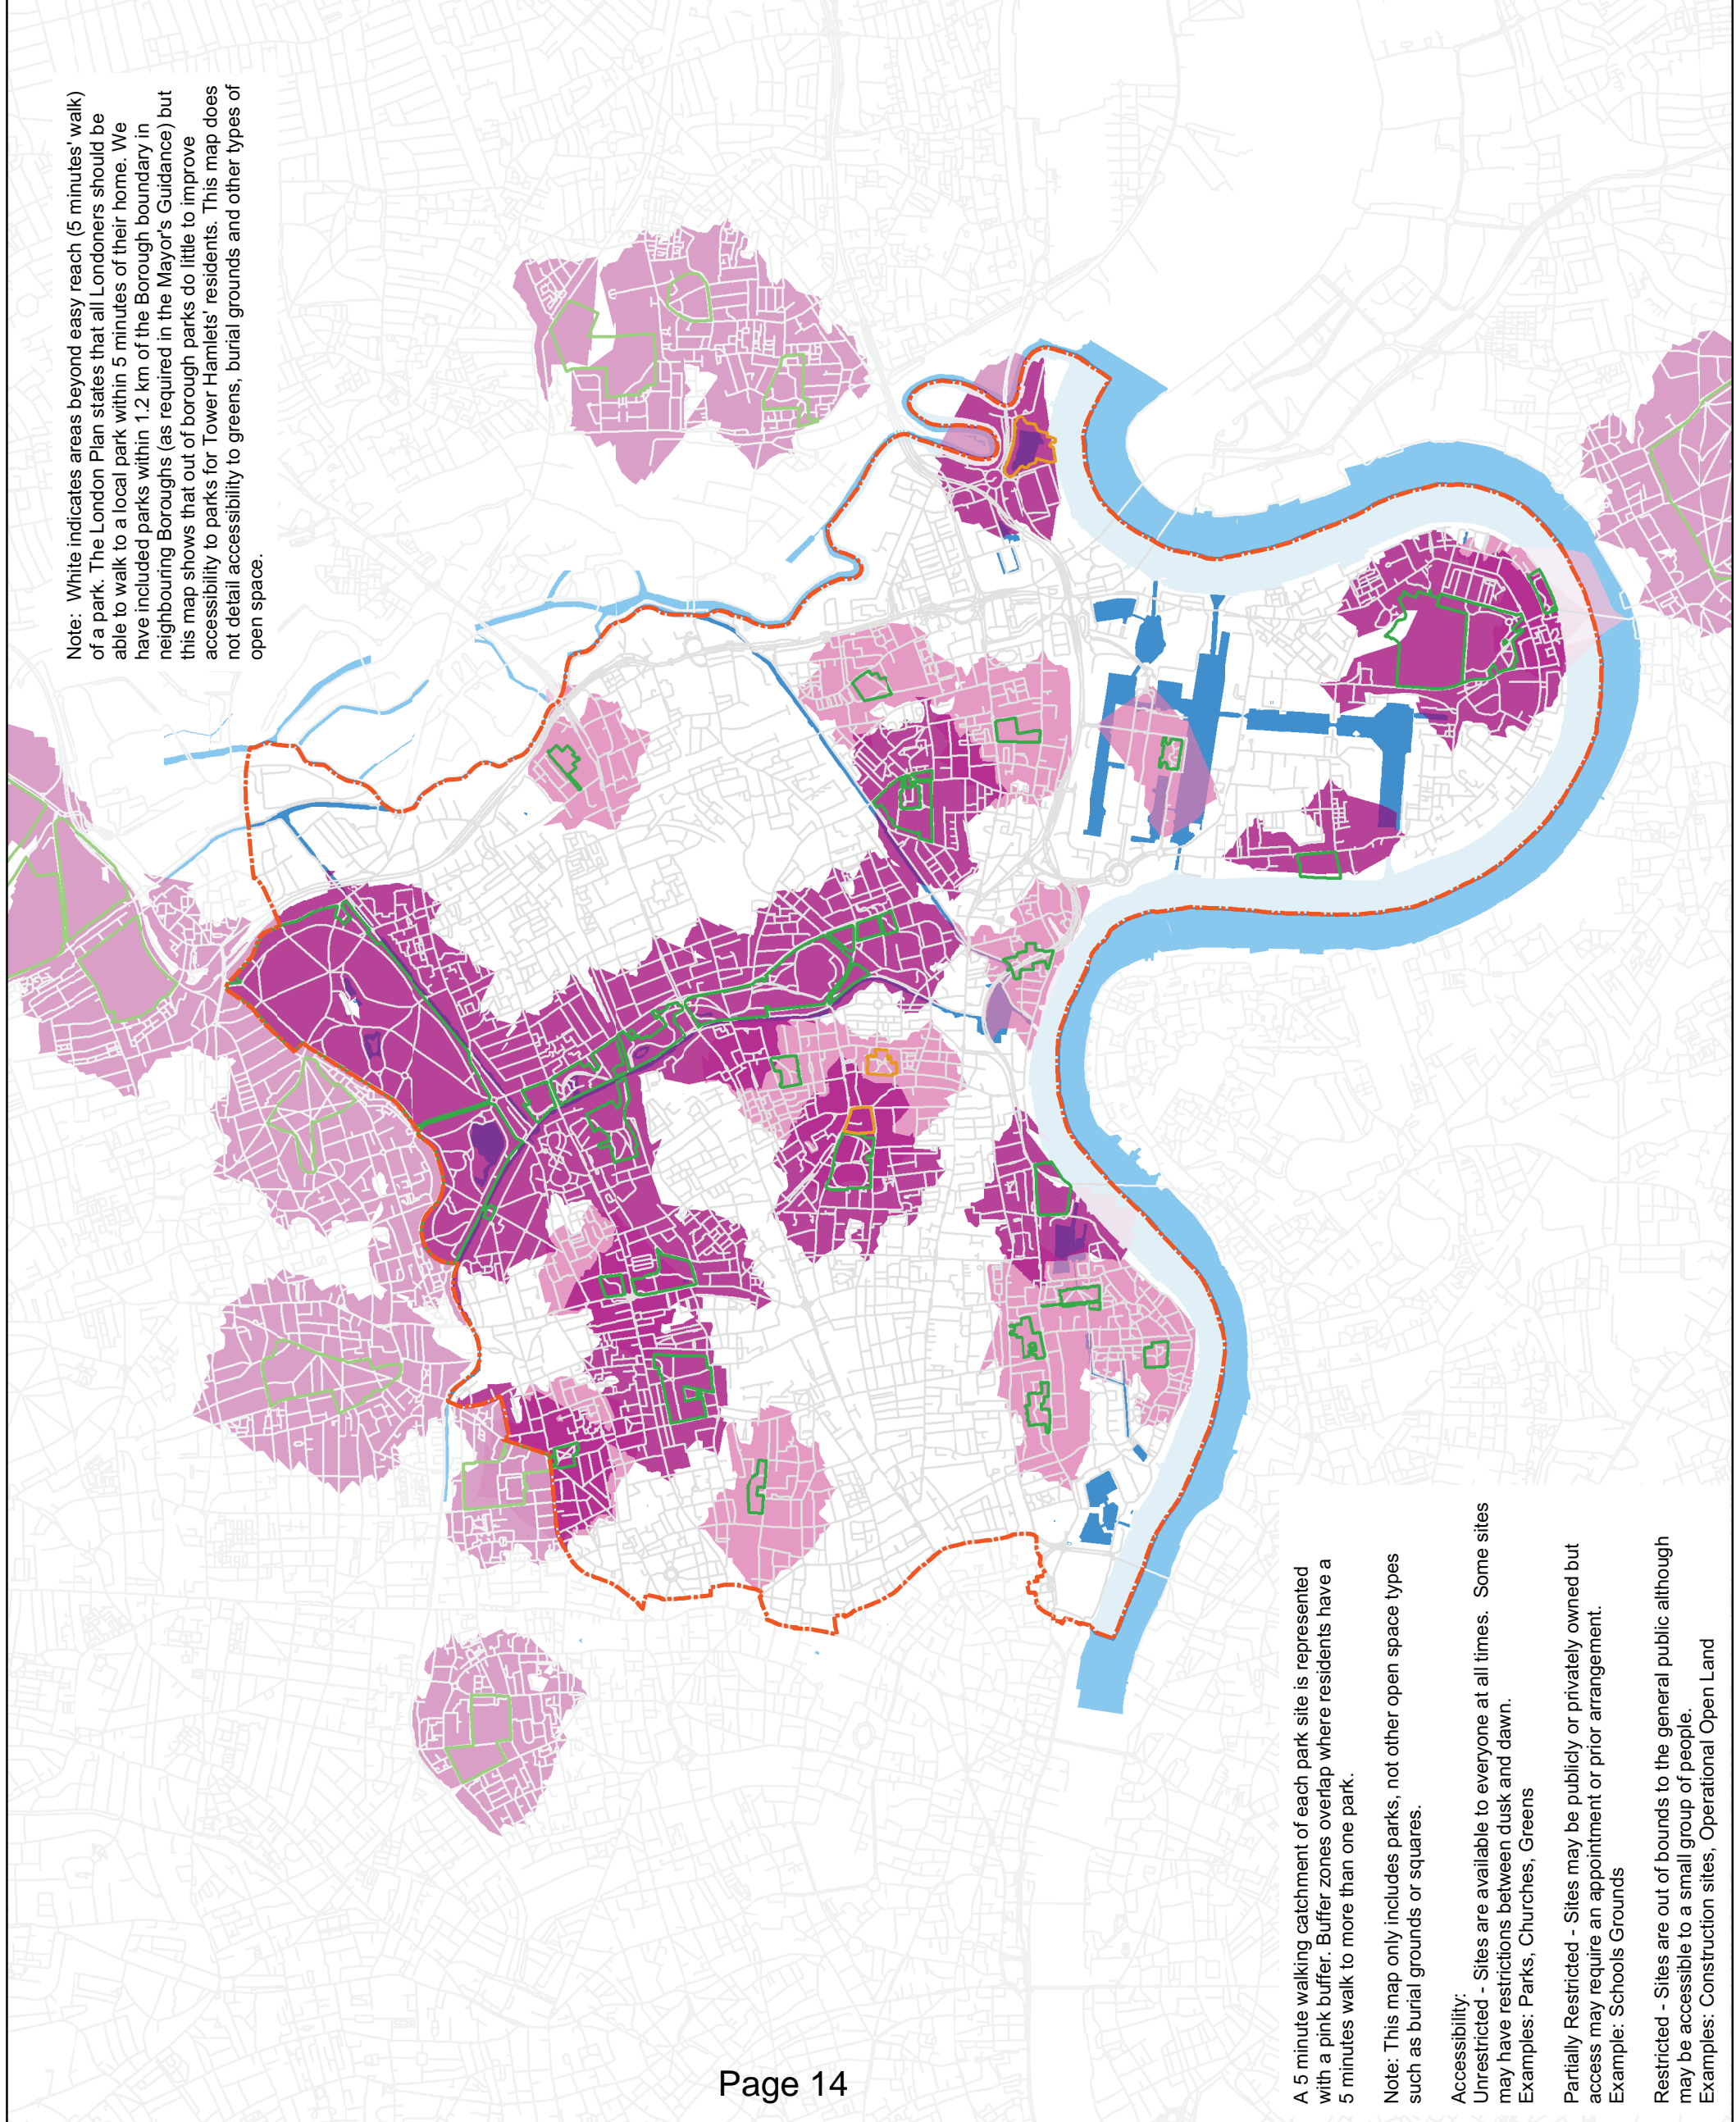 Note:  White indicates areas beyond easy reach (5 minutes' walk)
of a park. The London Plan states that all Londoners should be
able to walk to a local park within 5 minutes of their home. We
have included parks within 1.2 km of the Borough boundary in
neighbouring Boroughs (as required in the Mayor's Guidance) but
this map shows that out of borough parks do little to improve
accessibility to parks for Tower Hamlets' residents. This map does
not detail accessibility to greens, burial grounds and other types of
open space.
A 5 minute walking catchment of each park site is represented
with a pink buffer. Buffer zones overlap where residents have a
5 minutes walk to more than one park.
Note: This map only includes parks, not other open space types
such as burial grounds or squares.
Accessibility:
Unrestricted - Sites are available to everyone at all times.  Some sites
may have restrictions between dusk and dawn.
Examples: Parks, Churches, Greens
Partially Restricted - Sites may be publicly or privately owned but
access may require an appointment or prior arrangement.
Example: Schools Grounds
Restricted - Sites are out of bounds to the general public although
may be accessible to a small group of people.
Examples: Construction sites, Operational Open Land
Page 14